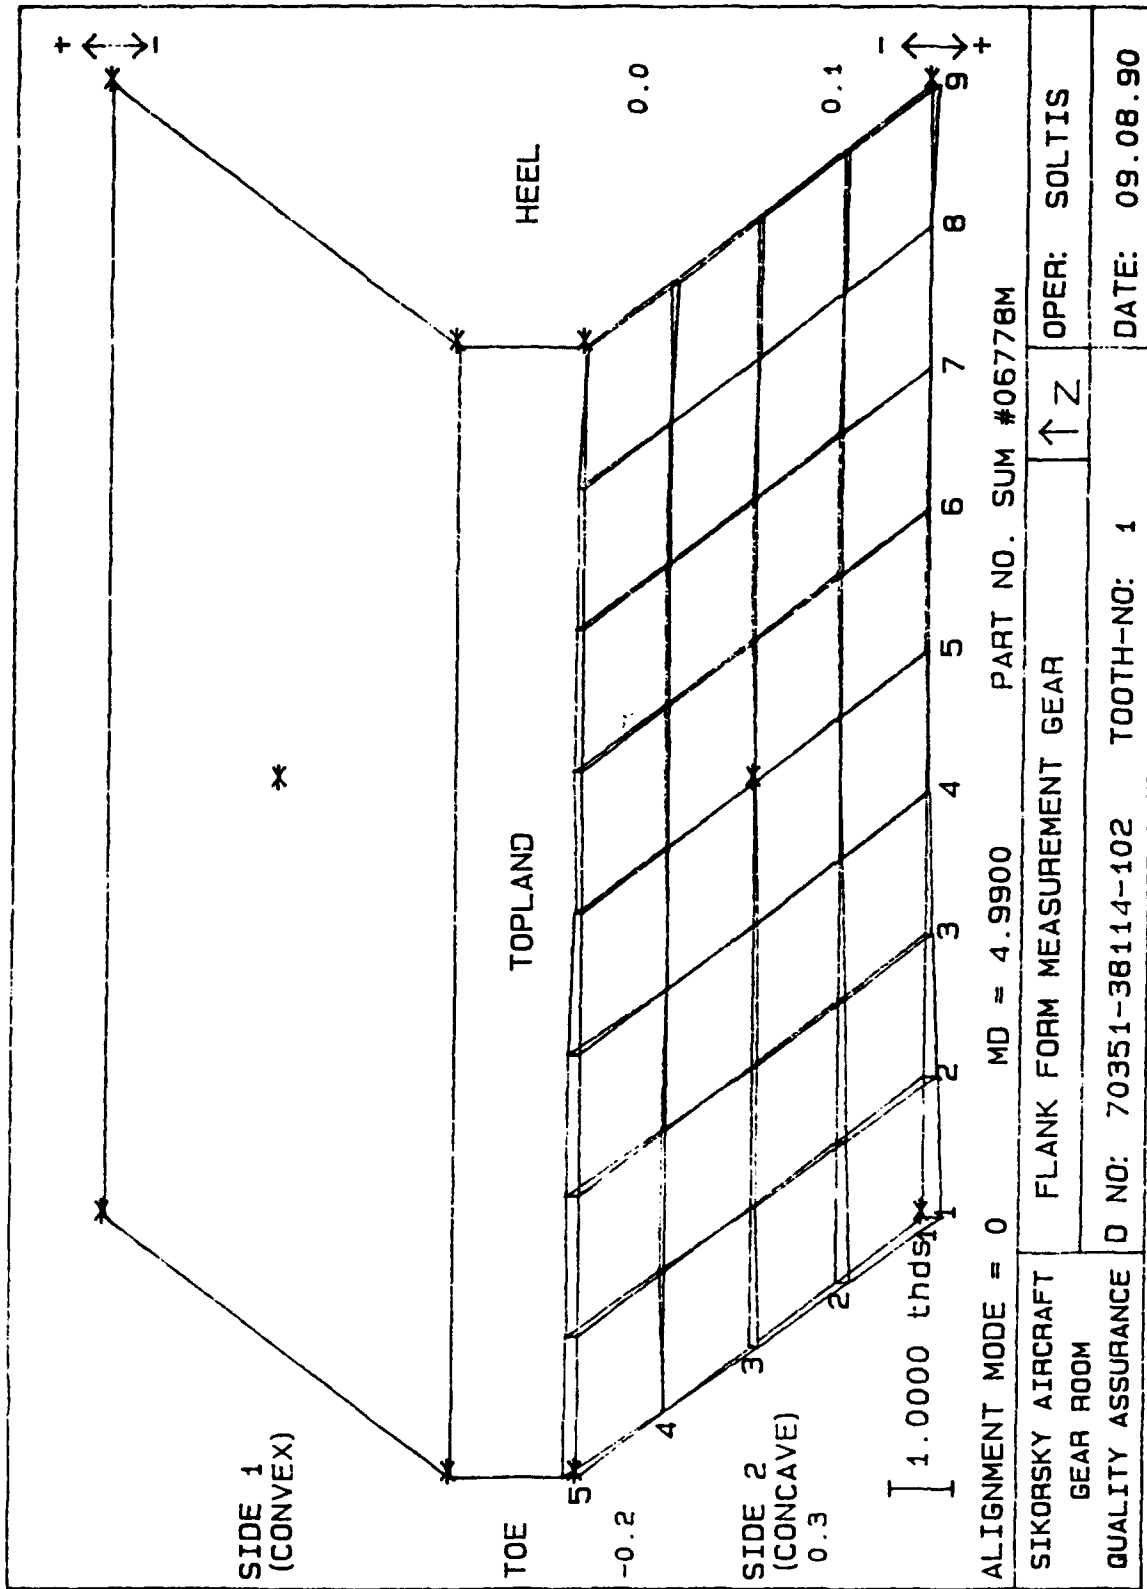 +
-
SIDE 1
(CONVEX)
TOE
TOPLAND
HEEL
-0.2
0.0
SIDE 2
(CONCAVE)
0.3
0.1
-
+
5
4
3
2
1
1 2 3 4 5 6 7 8 9
1.0000 thds
ALIGNMENT MODE = 0 MD = 4.9900 PART NO. SUM #06778M
SIKORSKY AIRCRAFT
GEAR ROOM
QUALITY ASSURANCE
FLANK FORM MEASUREMENT GEAR
↑ Z
OPER: SOLTIS
D NO: 70351-38114-102 TOOTH-NO: 1
DATE: 09.08.90